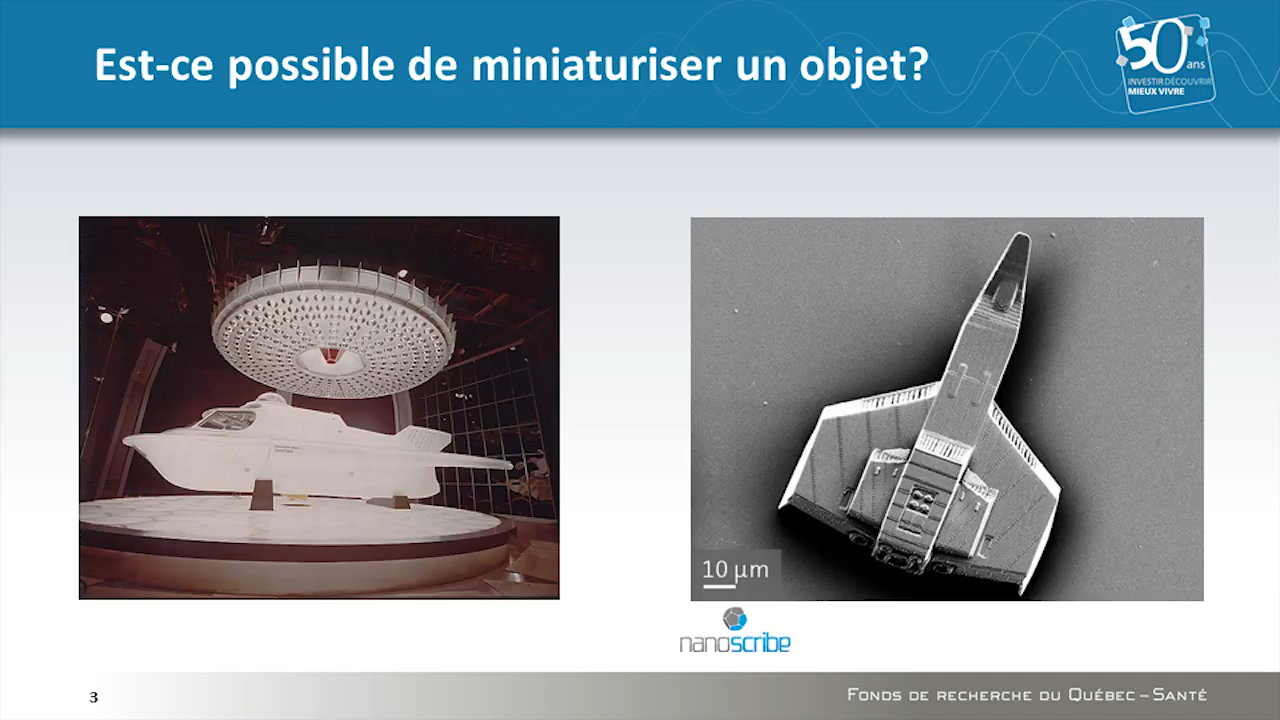 Est-ce possible de miniaturiser un objet?
50 ans
INVESTIR DÉCOUVRIR
MIEUX VIVRE
10 µm
nanoscribe
3
FONDS DE RECHERCHE DU QUÉBEC – SANTÉ